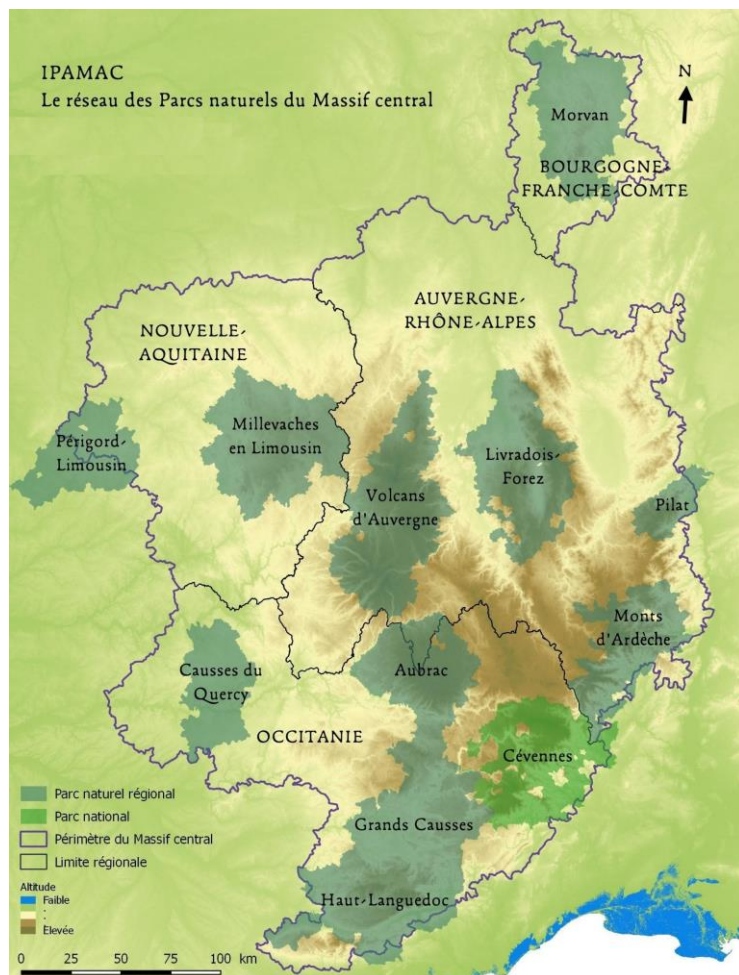 IPAMAC
Le réseau des Parcs naturels du Massif central
N
Morvan
BOURGOGNE-
FRANCHE-COMTE
AUVERGNE-
RHÔNE-ALPES
NOUVELLE-
AQUITAINE
Périgord-
Limousin
Millevaches
en Limousin
Volcans
d'Auvergne
Livradois-
Forez
Pilat
Monts
d'Ardèche
Aubrac
Causses du
Quercy
OCCITANIE
Cévennes
Grands Causses
Haut-Languedoc
Parc naturel régional
Parc national
Périmètre du Massif central
Limite régionale
Altitude
Faible
-
-
Elevée
0 25 50 75 100 km